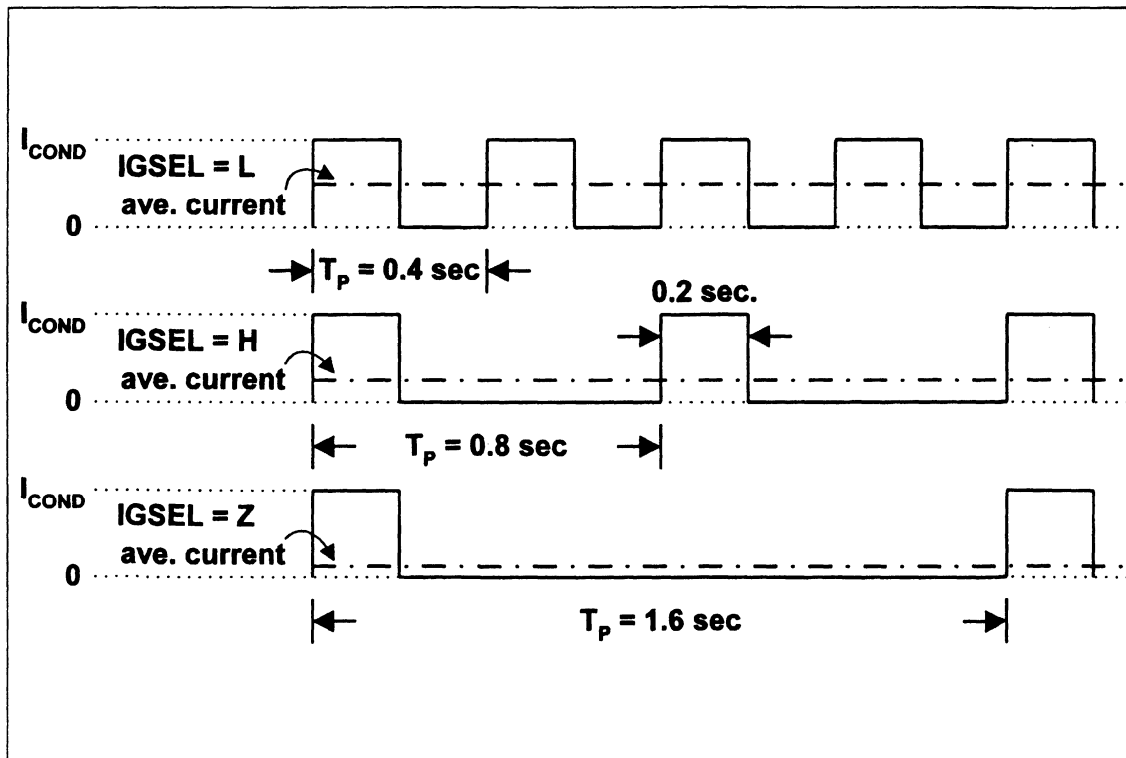 I_COND
IGSEL = L
ave. current
0
T_P = 0.4 sec
0.2 sec.
I_COND
IGSEL = H
ave. current
0
T_P = 0.8 sec
I_COND
IGSEL = Z
ave. current
0
T_P = 1.6 sec